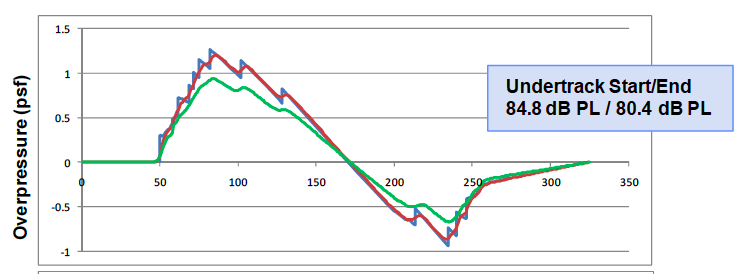 1.5
1
0.5
0
-0.5
-1
0 50 100 150 200 250 300 350
Overpressure (psf)
Undertrack Start/End
84.8 dB PL / 80.4 dB PL